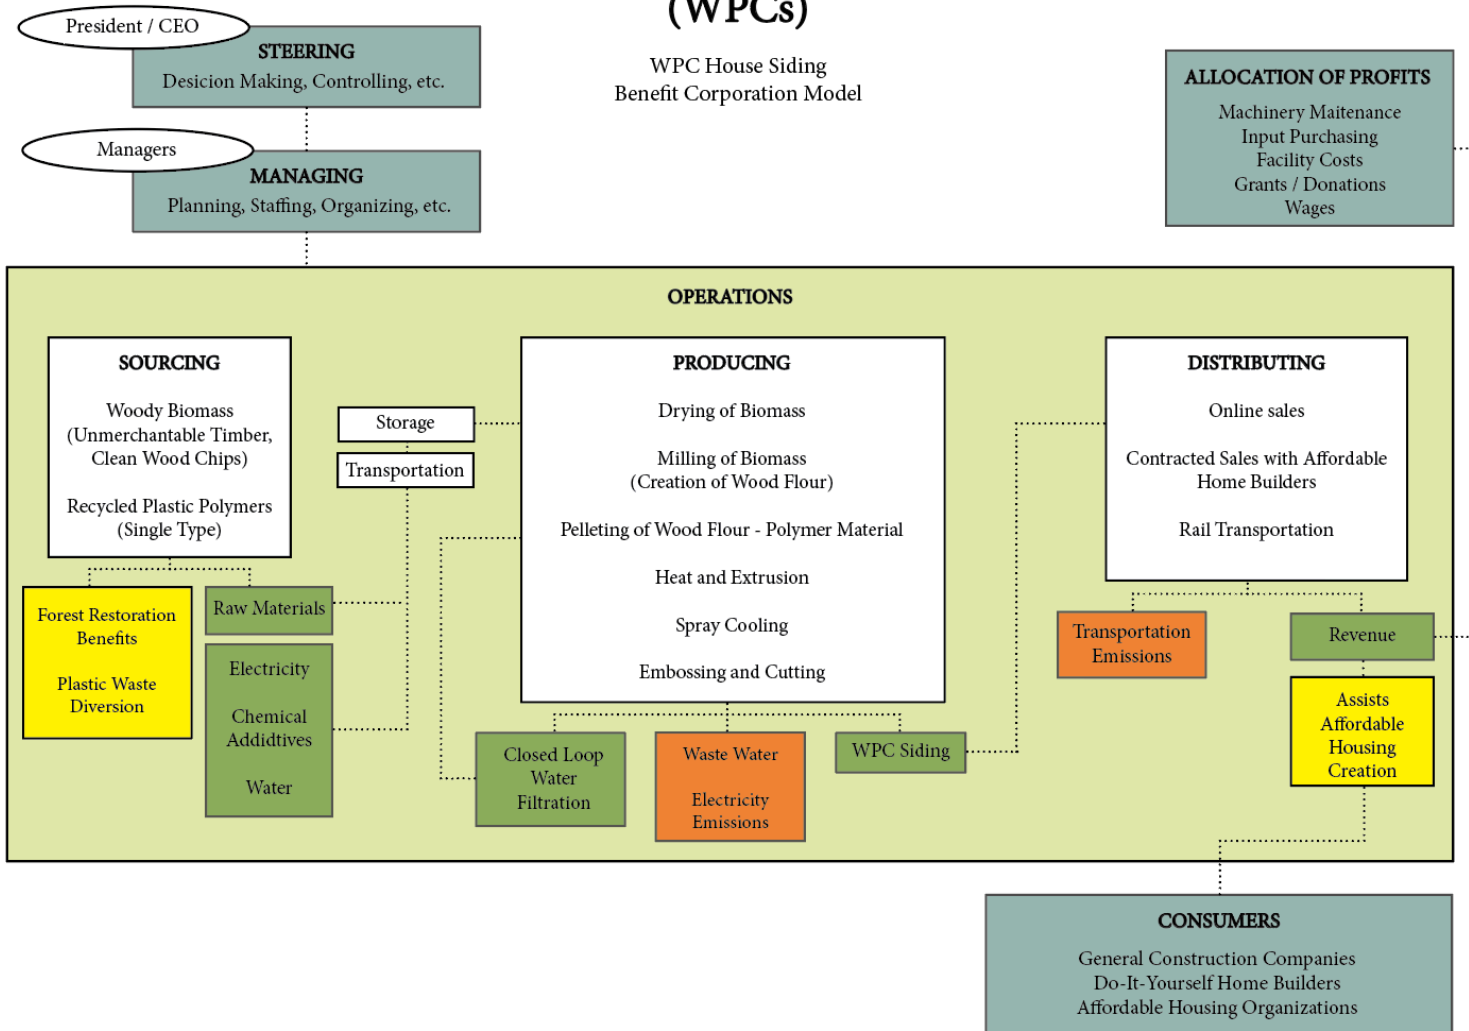 (WPCs)
WPC House Siding
Benefit Corporation Model
President / CEO
STEERING
Desicion Making, Controlling, etc.
Managers
MANAGING
Planning, Staffing, Organizing, etc.
ALLOCATION OF PROFITS
Machinery Maitenance
Input Purchasing
Facility Costs
Grants / Donations
Wages
OPERATIONS
SOURCING
Woody Biomass
(Unmerchantable Timber,
Clean Wood Chips)
Recycled Plastic Polymers
(Single Type)
Forest Restoration
Benefits
Plastic Waste
Diversion
Raw Materials
Electricity
Chemical
Addidtives
Water
Storage
Transportation
PRODUCING
Drying of Biomass
Milling of Biomass
(Creation of Wood Flour)
Pelleting of Wood Flour - Polymer Material
Heat and Extrusion
Spray Cooling
Embossing and Cutting
Closed Loop
Water
Filtration
Waste Water
Electricity
Emissions
WPC Siding
DISTRIBUTING
Online sales
Contracted Sales with Affordable
Home Builders
Rail Transportation
Transportation
Emissions
Revenue
Assists
Affordable
Housing
Creation
CONSUMERS
General Construction Companies
Do-It-Yourself Home Builders
Affordable Housing Organizations